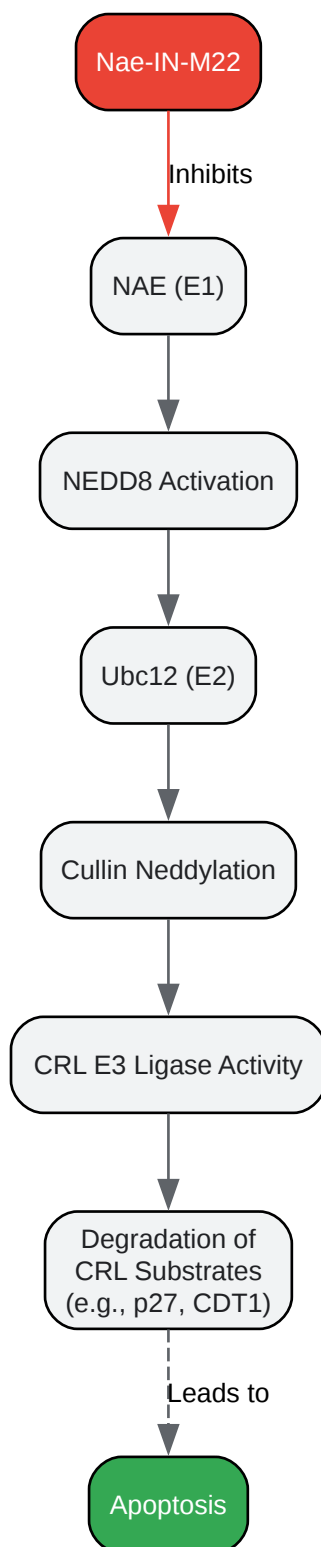 Nae-IN-M22
Inhibits
NAE (E1)
NEDD8 Activation
Ubc12 (E2)
Cullin Neddylation
CRL E3 Ligase Activity
Degradation of
CRL Substrates
(e.g., p27, CDT1)
Leads to
Apoptosis